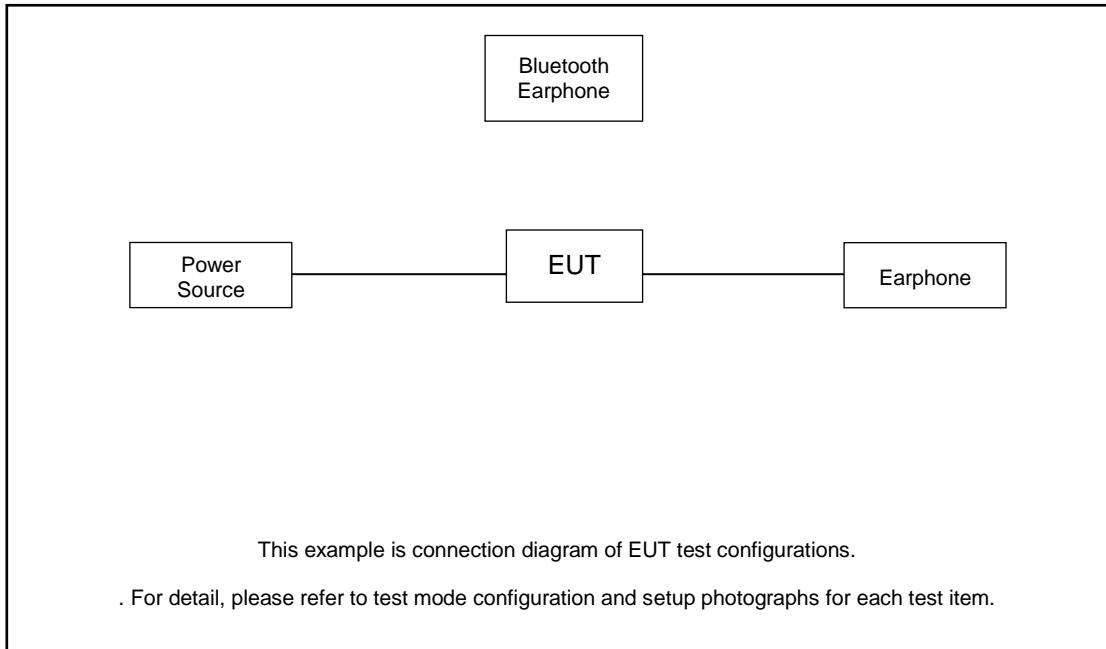 Bluetooth
Earphone
Power
Source
EUT
Earphone
This example is connection diagram of EUT test configurations.
. For detail, please refer to test mode configuration and setup photographs for each test item.